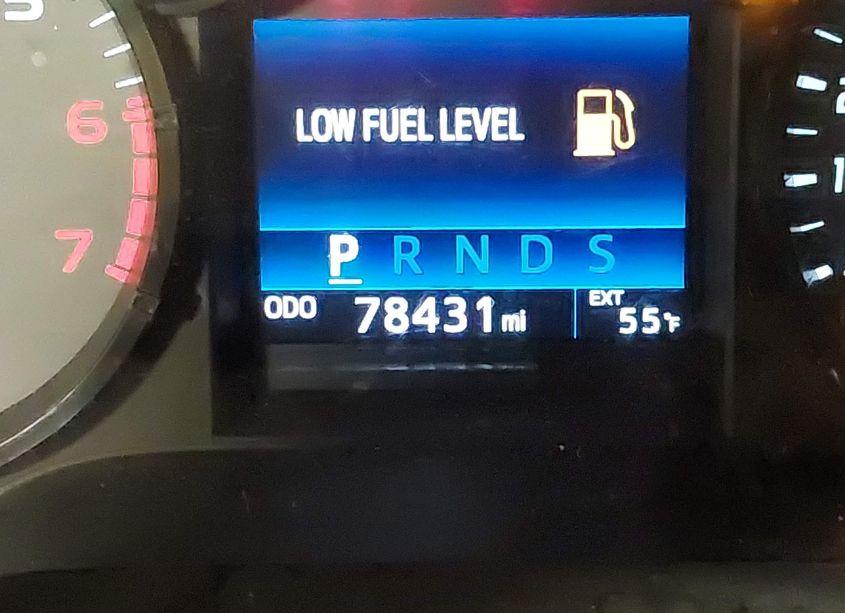 5
6
7
LOW FUEL LEVEL
P R N D S
ODO 78431 mi
EXT 55°F
2
1